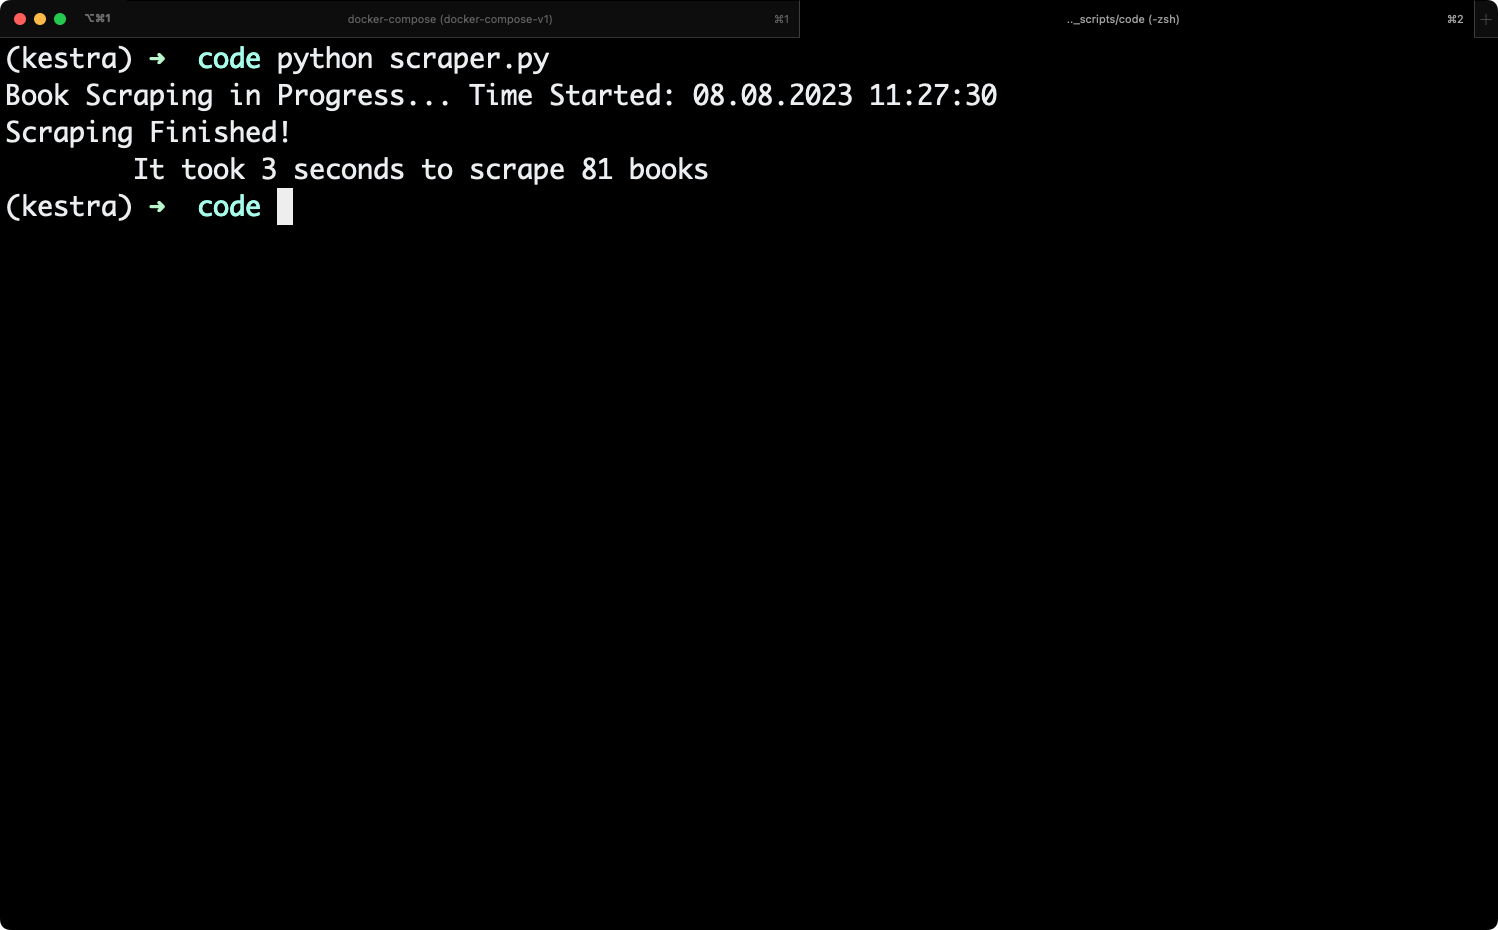 ⌥⌘1 docker-compose (docker-compose-v1) ⌘1 .._scripts/code (-zsh) ⌘2 +
(kestra) ➜  code python scraper.py
Book Scraping in Progress... Time Started: 08.08.2023 11:27:30
Scraping Finished!
        It took 3 seconds to scrape 81 books
(kestra) ➜  code